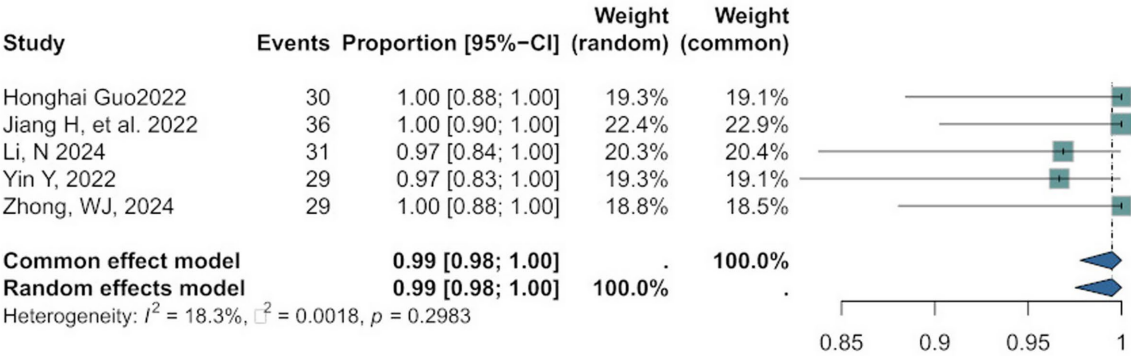 Weight Weight
Study Events Proportion [95%−CI] (random) (common)
Honghai Guo2022 30 1.00 [0.88; 1.00] 19.3% 19.1%
Jiang H, et al. 2022 36 1.00 [0.90; 1.00] 22.4% 22.9%
Li, N 2024 31 0.97 [0.84; 1.00] 20.3% 20.4%
Yin Y, 2022 29 0.97 [0.83; 1.00] 19.3% 19.1%
Zhong, WJ, 2024 29 1.00 [0.88; 1.00] 18.8% 18.5%
Common effect model 0.99 [0.98; 1.00] . 100.0%
Random effects model 0.99 [0.98; 1.00] 100.0% .
Heterogeneity: I² = 18.3%, □² = 0.0018, p = 0.2983
0.85 0.9 0.95 1